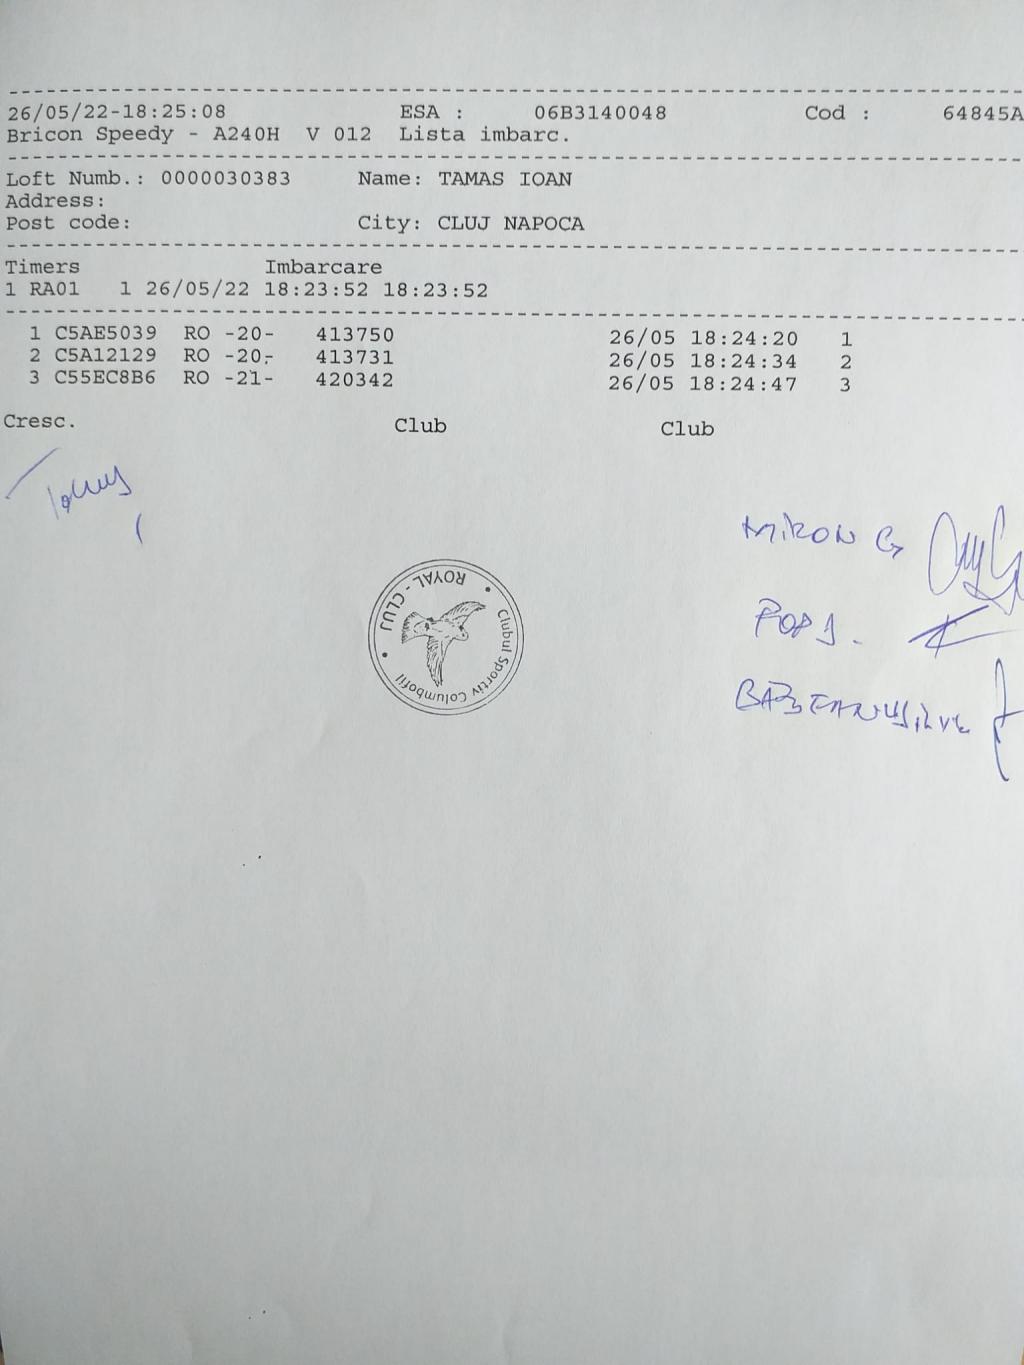 26/05/22-18:25:08 ESA : 06B3140048 Cod : 64845A
Bricon Speedy - A240H V 012 Lista imbarc.
Loft Numb.: 0000030383 Name: TAMAS IOAN
Address:
Post code: City: CLUJ NAPOCA
Timers Imbarcare
1 RA01 1 26/05/22 18:23:52 18:23:52
1 C5AE5039 RO -20- 413750 26/05 18:24:20 1
2 C5A12129 RO -20- 413731 26/05 18:24:34 2
3 C55EC8B6 RO -21- 420342 26/05 18:24:47 3
Cresc. Club Club
MIRON G
POP I.
Clubul Sportiv Columbofil
ROYAL - CLUJ